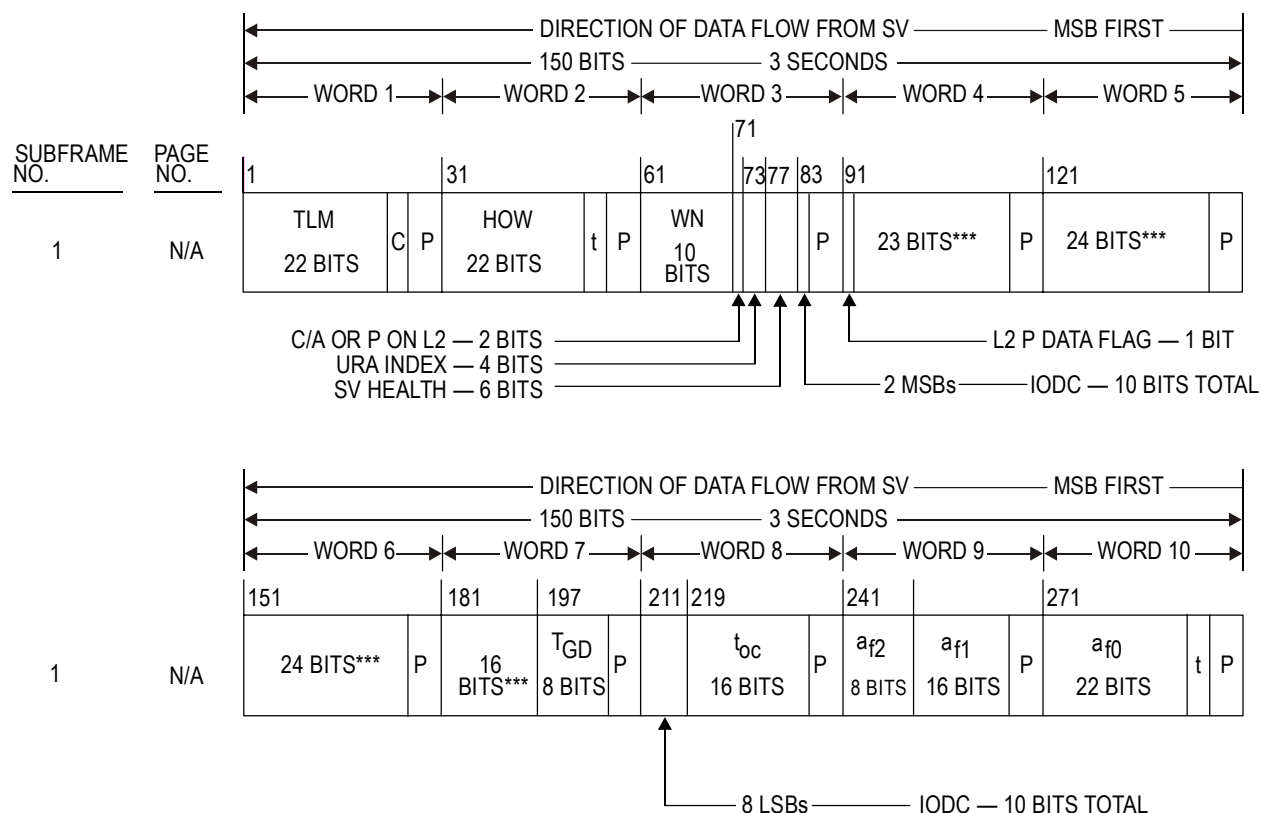 DIRECTION OF DATA FLOW FROM SV MSB FIRST
150 BITS 3 SECONDS
WORD 1 WORD 2 WORD 3 WORD 4 WORD 5
SUBFRAME NO. PAGE NO.
71
1 31 61 73 77 83 91 121
1 N/A
TLM 22 BITS C P HOW 22 BITS t P WN 10 BITS P 23 BITS*** P 24 BITS*** P
C/A OR P ON L2 — 2 BITS
URA INDEX — 4 BITS
SV HEALTH — 6 BITS
L2 P DATA FLAG — 1 BIT
2 MSBs IODC — 10 BITS TOTAL
DIRECTION OF DATA FLOW FROM SV MSB FIRST
150 BITS 3 SECONDS
WORD 6 WORD 7 WORD 8 WORD 9 WORD 10
151 181 197 211 219 241 271
1 N/A
24 BITS*** P 16 BITS*** TGD 8 BITS P toc 16 BITS P af2 8 BITS af1 16 BITS P af0 22 BITS t P
8 LSBs IODC — 10 BITS TOTAL